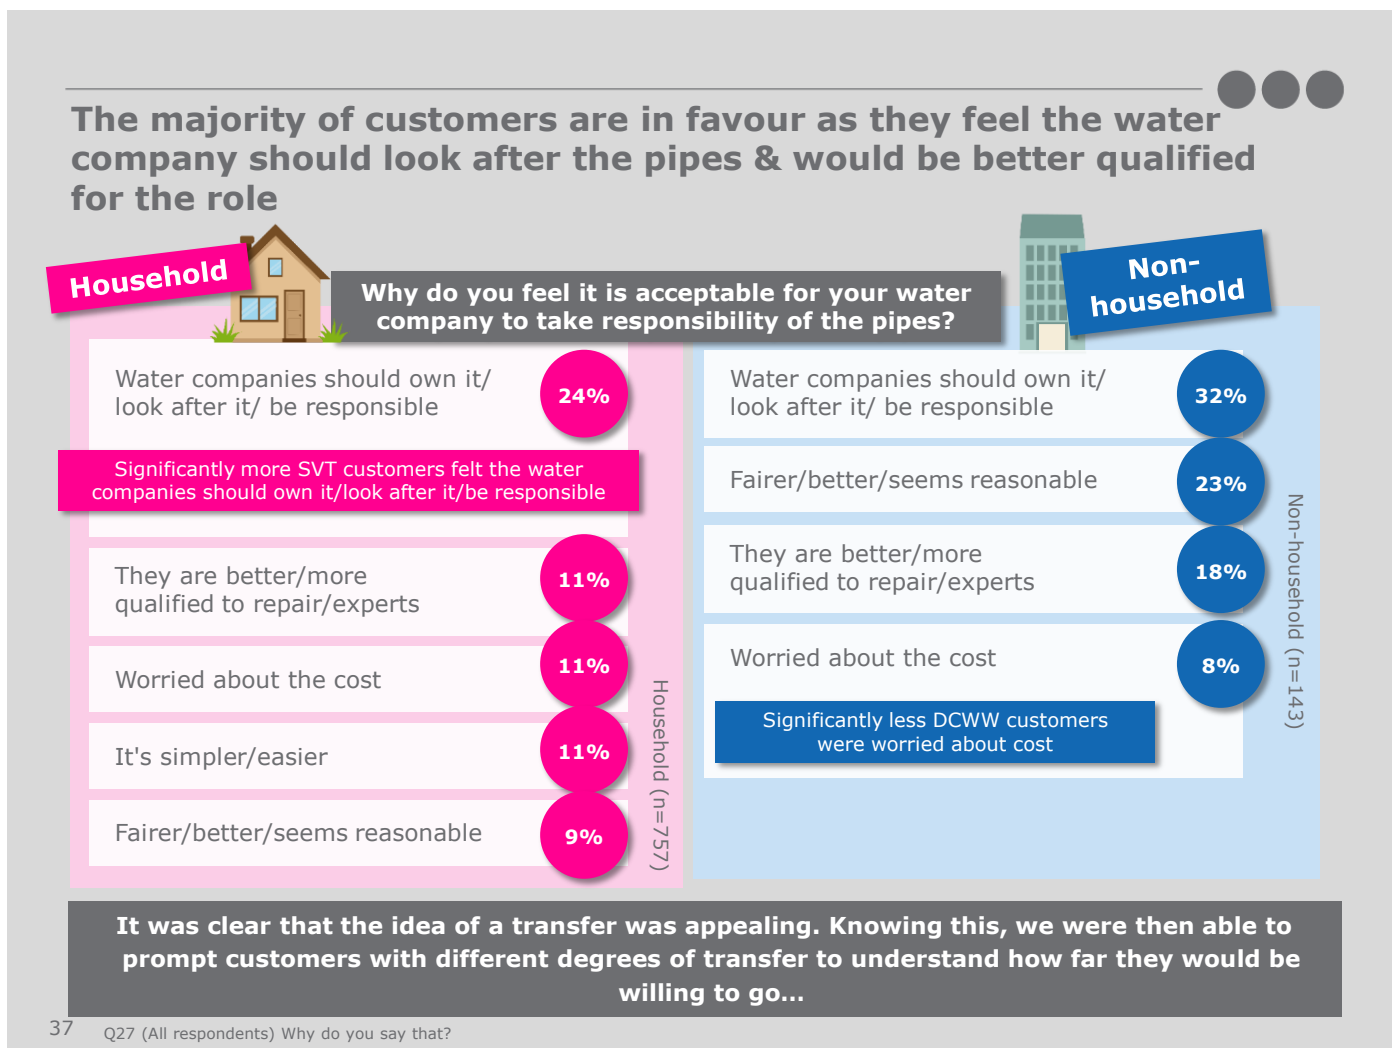 The majority of customers are in favour as they feel the water
company should look after the pipes & would be better qualified
for the role
Household
Why do you feel it is acceptable for your water
company to take responsibility of the pipes?
Non-
household
Water companies should own it/
look after it/ be responsible
24%
Significantly more SVT customers felt the water
companies should own it/look after it/be responsible
They are better/more
qualified to repair/experts
11%
Worried about the cost
11%
It's simpler/easier
11%
Fairer/better/seems reasonable
9%
Household (n=757)
Water companies should own it/
look after it/ be responsible
32%
Fairer/better/seems reasonable
23%
They are better/more
qualified to repair/experts
18%
Worried about the cost
8%
Significantly less DCWW customers
were worried about cost
Non-household (n=143)
It was clear that the idea of a transfer was appealing. Knowing this, we were then able to
prompt customers with different degrees of transfer to understand how far they would be
willing to go...
37
Q27 (All respondents) Why do you say that?